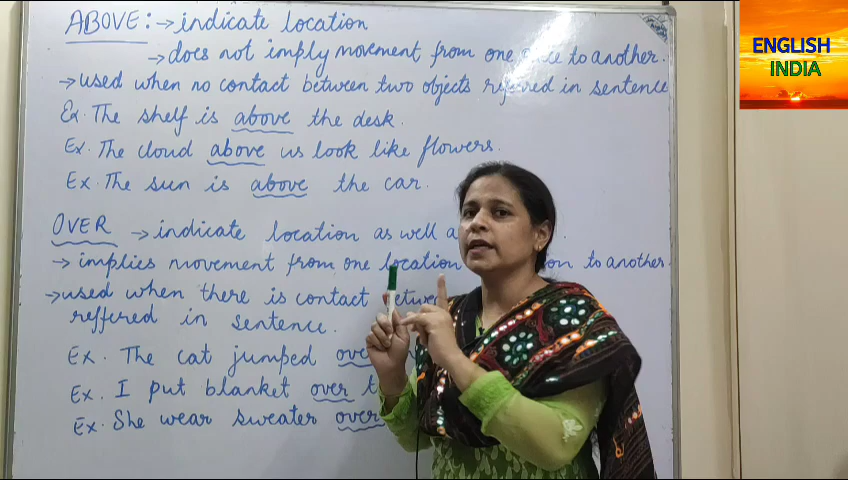 ABOVE: → indicate location
→ does not imply movement from one to another.
→ used when no contact between two objects reffered in sentence
Ex. The shelf is above the desk.
Ex. The cloud above us look like flowers.
Ex. The sun is above the car.
OVER → indicate location as well
→ implies movement from one location to another.
→ used when there is contact
reffered in sentence.
Ex. The cat jumped over
Ex. I put blanket over
Ex. She wear sweater over
ENGLISH
INDIA